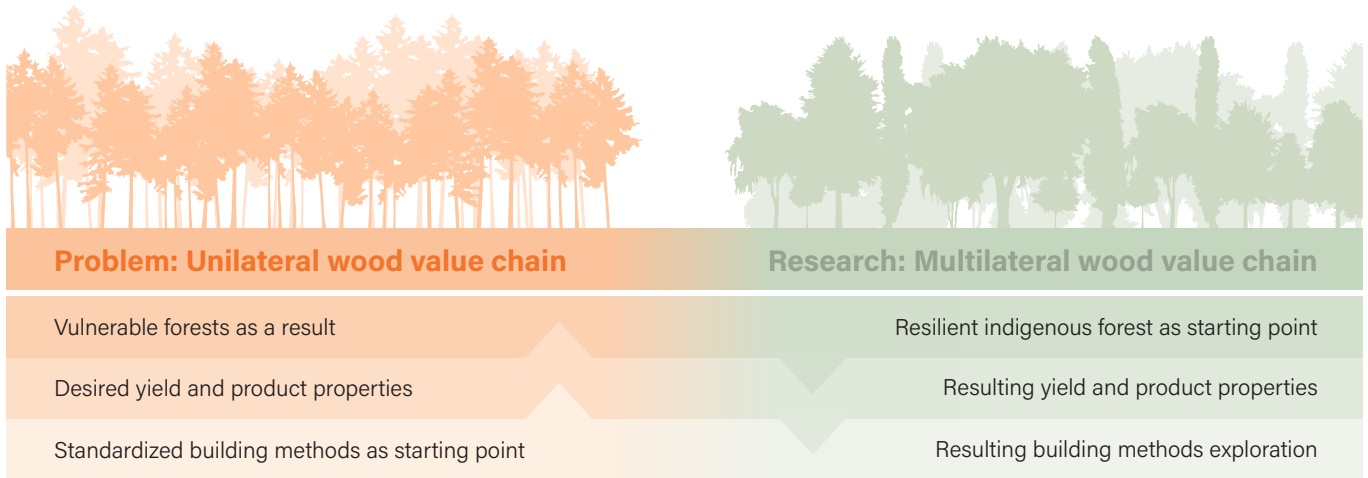 Problem: Unilateral wood value chain
Research: Multilateral wood value chain
Vulnerable forests as a result
Resilient indigenous forest as starting point
Desired yield and product properties
Resulting yield and product properties
Standardized building methods as starting point
Resulting building methods exploration